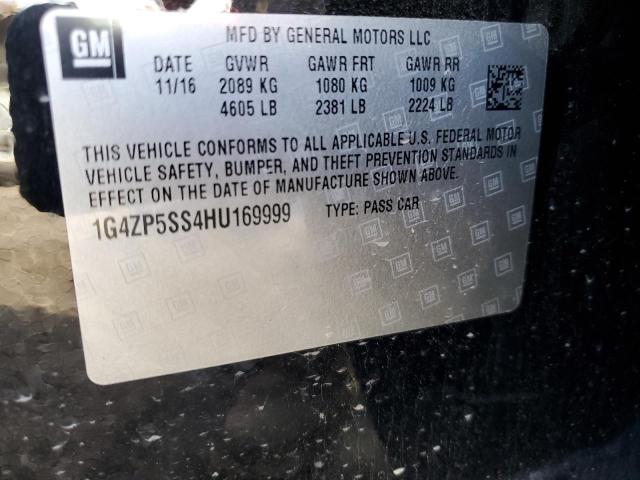 GM
MFD BY GENERAL MOTORS LLC
DATE GVWR GAWR FRT GAWR RR
11/16 2089 KG 1080 KG 1009 KG
4605 LB 2381 LB 2224 LB
THIS VEHICLE CONFORMS TO ALL APPLICABLE U.S. FEDERAL MOTOR
VEHICLE SAFETY, BUMPER, AND THEFT PREVENTION STANDARDS IN
EFFECT ON THE DATE OF MANUFACTURE SHOWN ABOVE.
1G4ZP5SS4HU169999 TYPE: PASS CAR